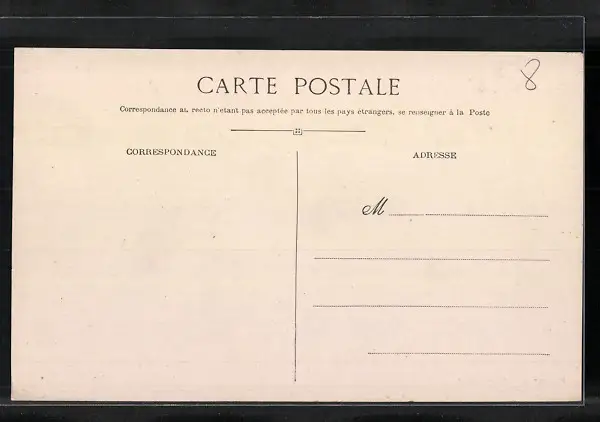 8
CARTE POSTALE
Correspondance au recto n'étant pas acceptée par tous les pays étrangers, se renseigner à la Poste
CORRESPONDANCE
ADRESSE
M